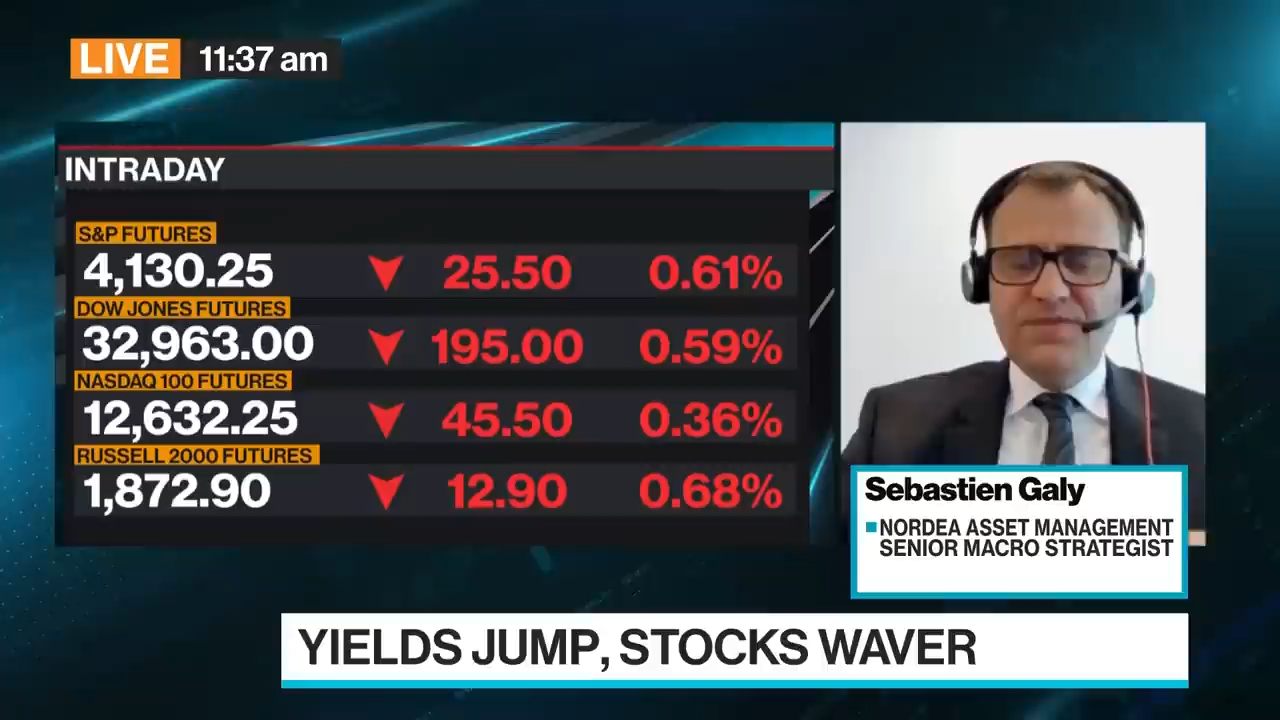 LIVE 11:37 am
INTRADAY
S&P FUTURES
4,130.25 25.50 0.61%
DOW JONES FUTURES
32,963.00 195.00 0.59%
NASDAQ 100 FUTURES
12,632.25 45.50 0.36%
RUSSELL 2000 FUTURES
1,872.90 12.90 0.68%
Sebastien Galy
NORDEA ASSET MANAGEMENT
SENIOR MACRO STRATEGIST
YIELDS JUMP, STOCKS WAVER